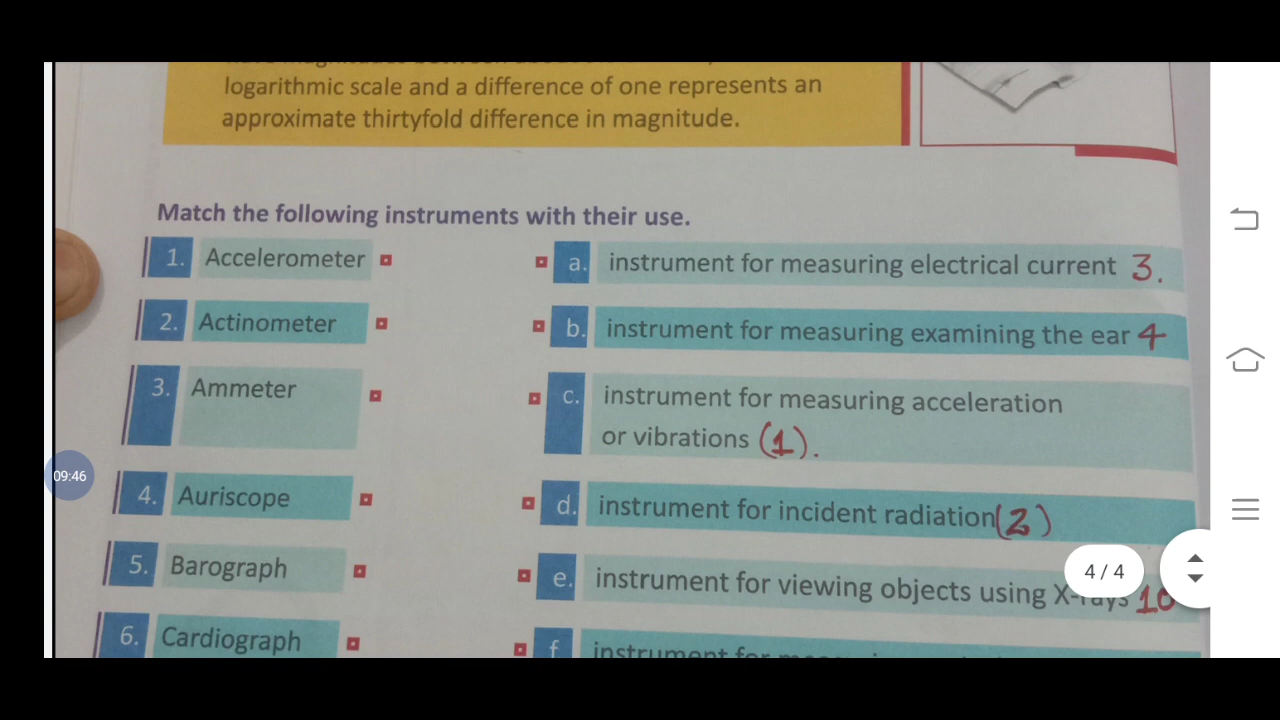 logarithmic scale and a difference of one represents an
approximate thirtyfold difference in magnitude.
Match the following instruments with their use.
1. Accelerometer
a. instrument for measuring electrical current 3.
2. Actinometer
b. instrument for measuring examining the ear 4
3. Ammeter
c. instrument for measuring acceleration
or vibrations (1).
4. Auriscope
d. instrument for incident radiation (2)
09:46
5. Barograph
e. instrument for viewing objects using X-rays 10
4 / 4
6. Cardiograph
f. instrument for